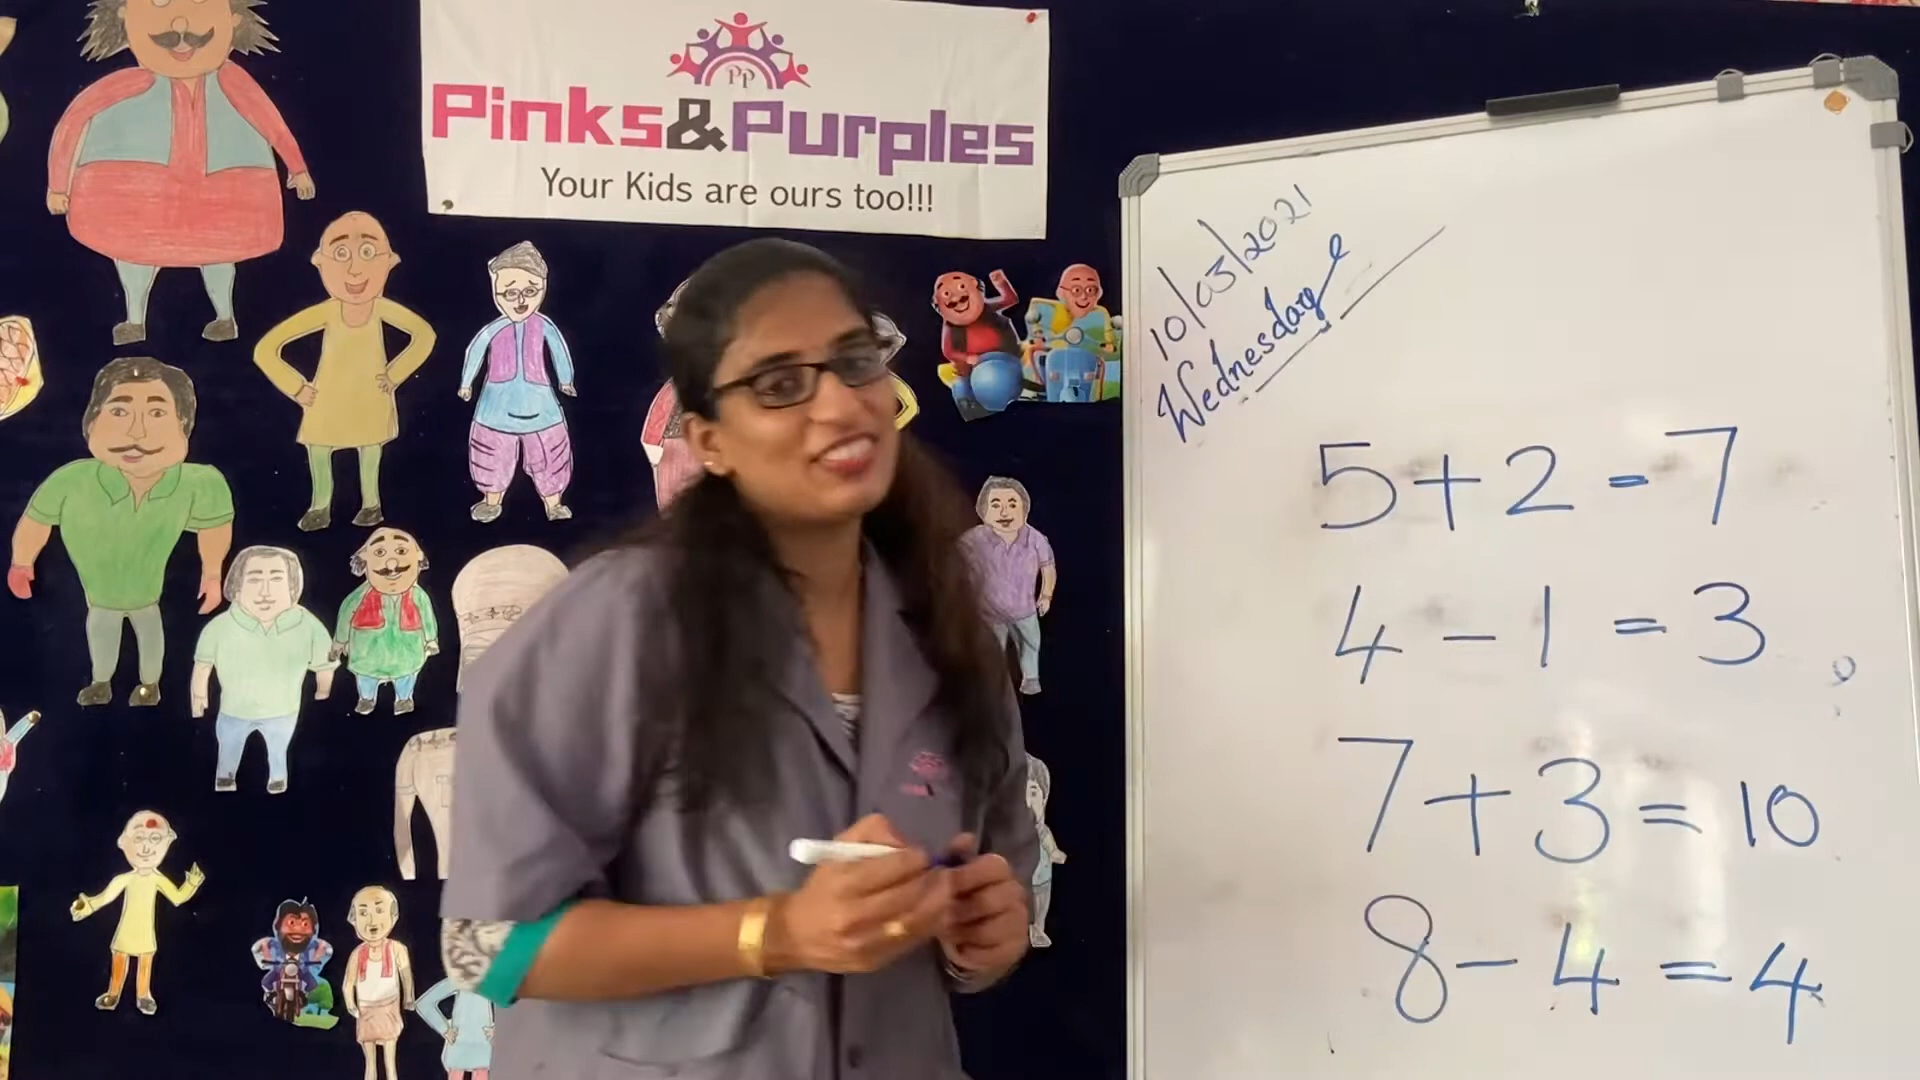 PP
Pinks&Purples
Your Kids are ours too!!!
10/03/2021
Wednesday
5+2=7
4-1=3
7+3=10
8-4=4